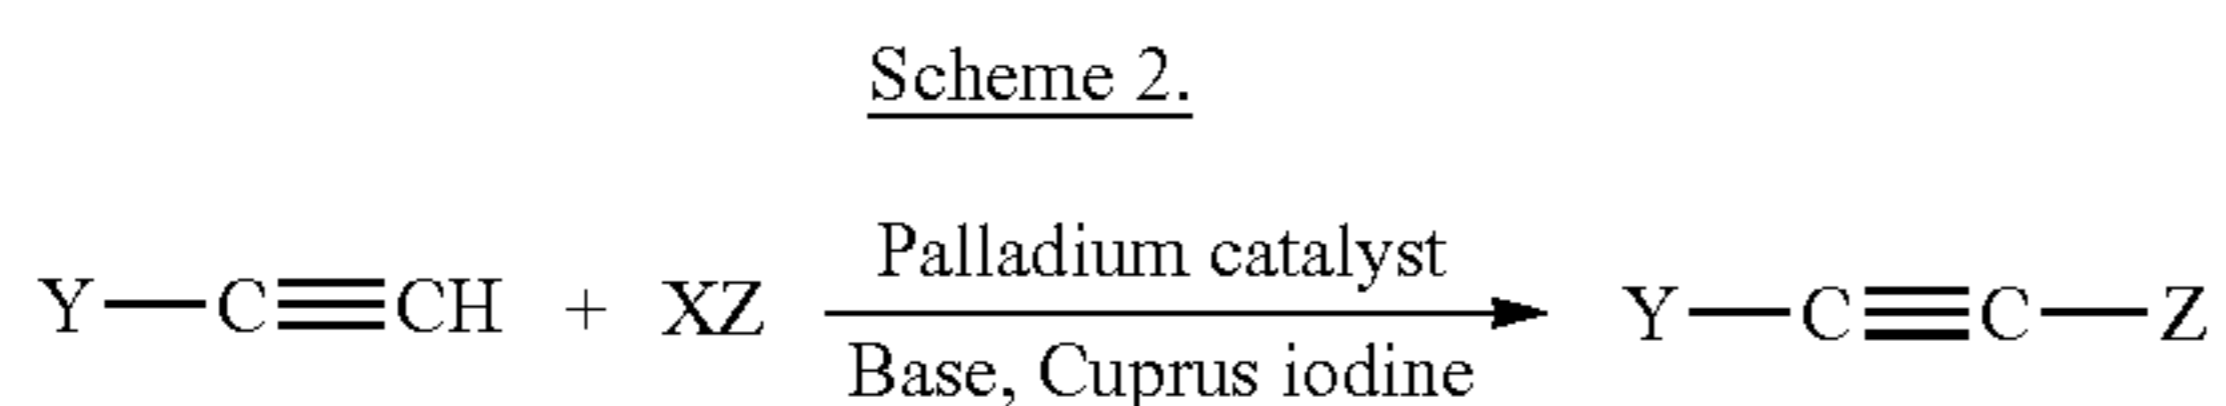 Scheme 2.
Palladium catalyst
Y—C≡CH + XZ → Y—C≡C—Z
Base, Cuprus iodine